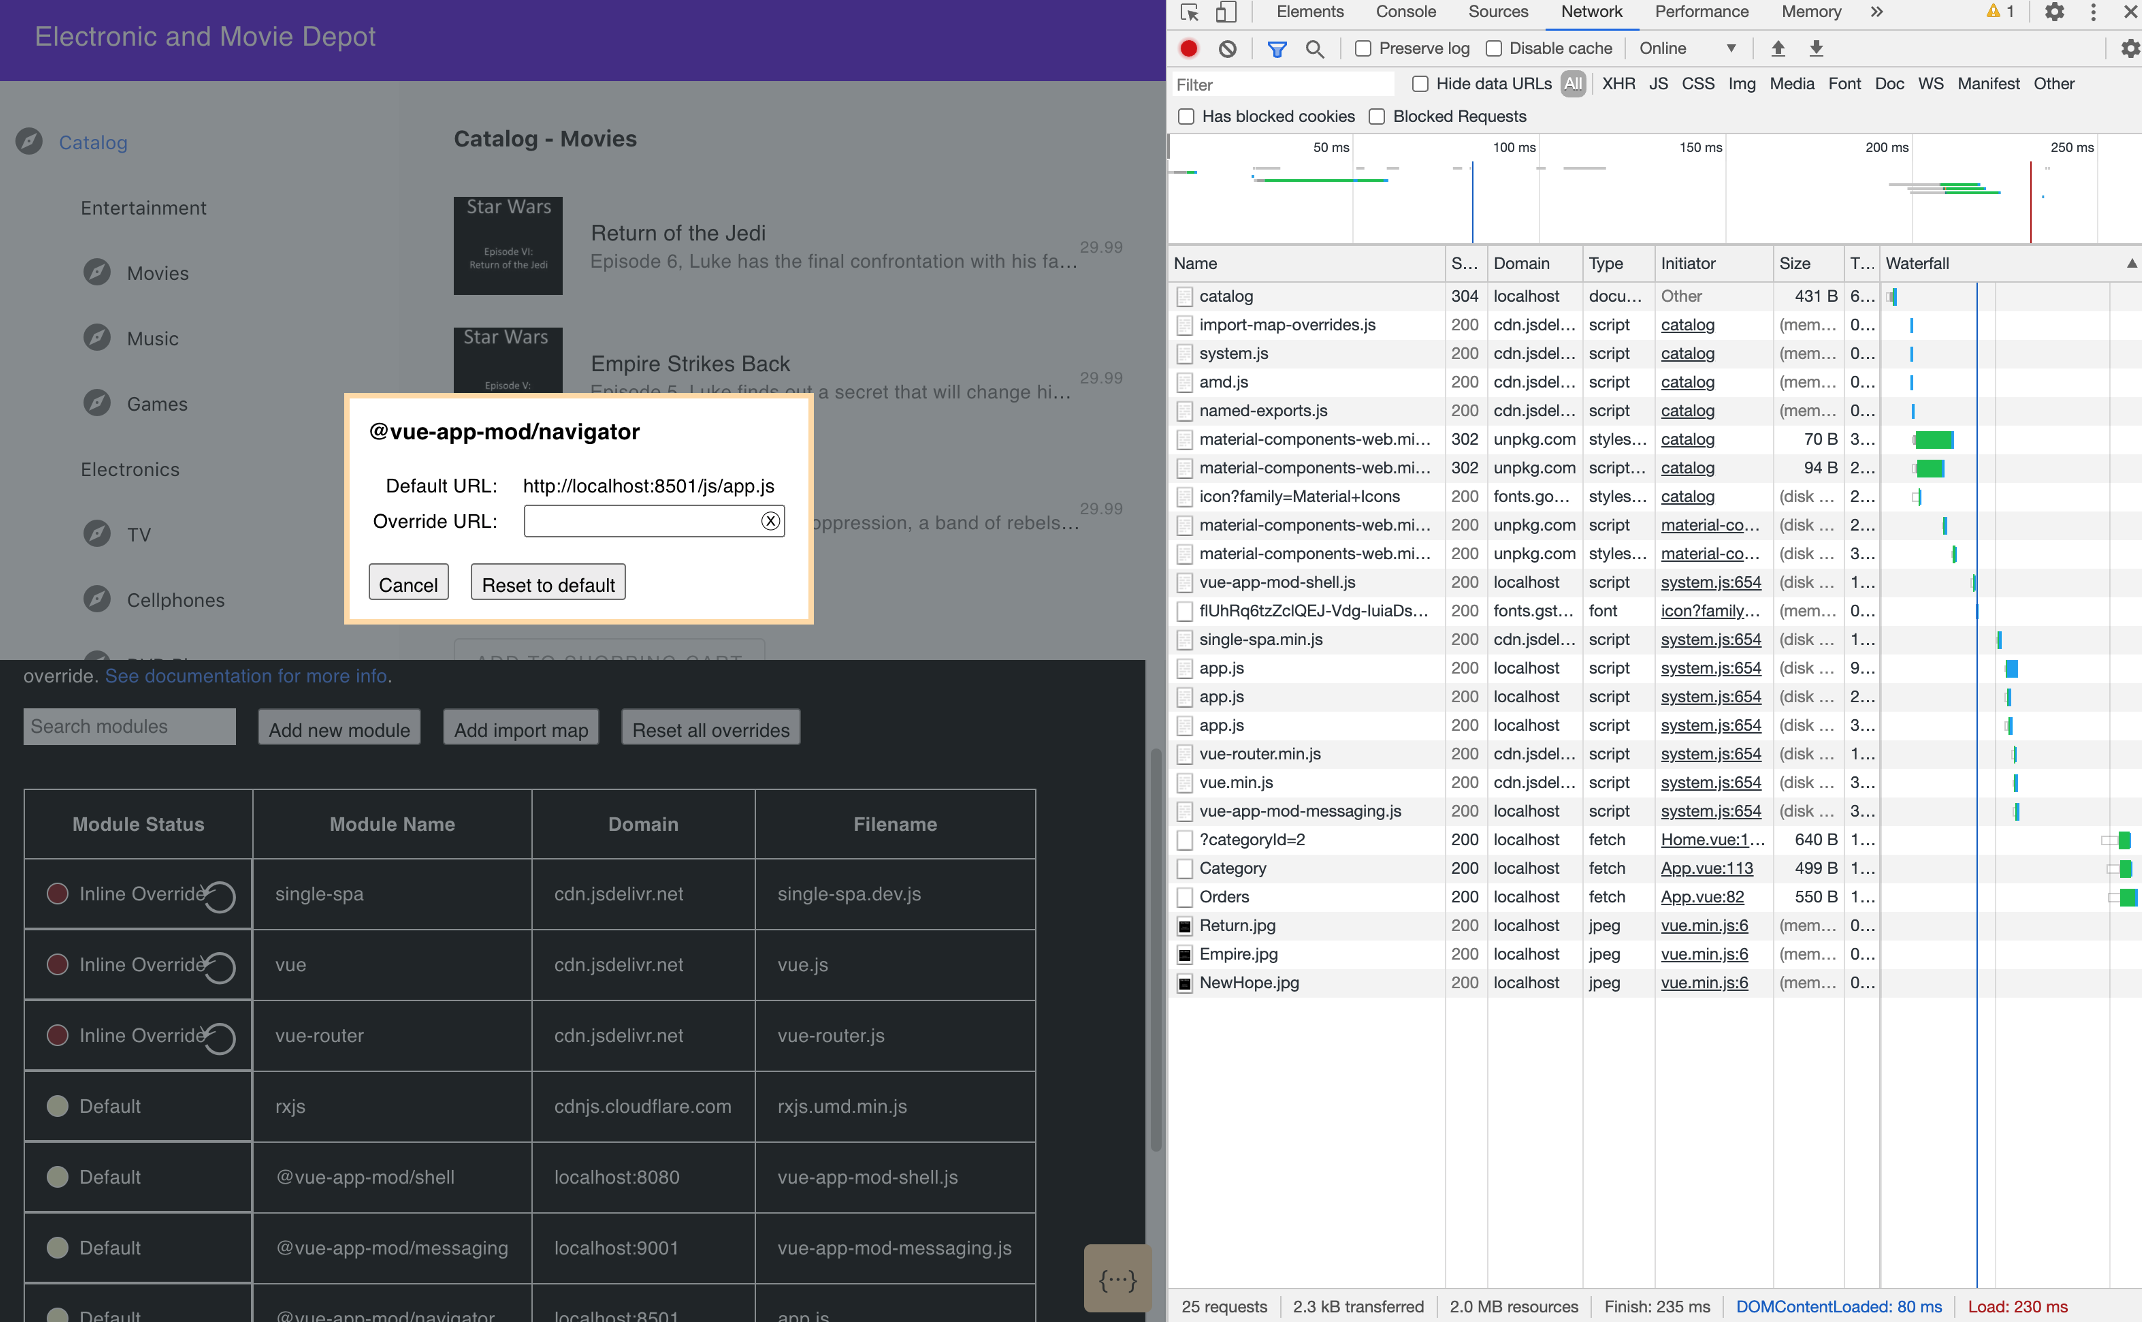 Electronic and Movie Depot
Catalog
Entertainment
Movies
Music
Games
Electronics
TV
Cellphones
Catalog - Movies
Star Wars
Episode VI:
Return of the Jedi
Return of the Jedi
Episode 6, Luke has the final confrontation with his fa...
29.99
Star Wars
Episode V:
Empire Strikes Back
Episode 5, Luke finds out a secret that will change hi...
29.99
oppression, a band of rebels...
29.99
@vue-app-mod/navigator
Default URL: http://localhost:8501/js/app.js
Override URL:
Cancel Reset to default
ADD TO SHOPPING CART
override. See documentation for more info.
Search modules Add new module Add import map Reset all overrides
Module Status Module Name Domain Filename
Inline Override single-spa cdn.jsdelivr.net single-spa.dev.js
Inline Override vue cdn.jsdelivr.net vue.js
Inline Override vue-router cdn.jsdelivr.net vue-router.js
Default rxjs cdnjs.cloudflare.com rxjs.umd.min.js
Default @vue-app-mod/shell localhost:8080 vue-app-mod-shell.js
Default @vue-app-mod/messaging localhost:9001 vue-app-mod-messaging.js
Default @vue-app-mod/navigator localhost:8501 app.js
{···}
Elements Console Sources Network Performance Memory » 1
Preserve log Disable cache Online
Filter Hide data URLs All XHR JS CSS Img Media Font Doc WS Manifest Other
Has blocked cookies Blocked Requests
50 ms 100 ms 150 ms 200 ms 250 ms
Name S... Domain Type Initiator Size T... Waterfall
catalog 304 localhost docu... Other 431 B 6...
import-map-overrides.js 200 cdn.jsdel... script catalog (mem... 0...
system.js 200 cdn.jsdel... script catalog (mem... 0...
amd.js 200 cdn.jsdel... script catalog (mem... 0...
named-exports.js 200 cdn.jsdel... script catalog (mem... 0...
material-components-web.mi... 302 unpkg.com styles... catalog 70 B 3...
material-components-web.mi... 302 unpkg.com script... catalog 94 B 2...
icon?family=Material+Icons 200 fonts.go... styles... catalog (disk ... 2...
material-components-web.mi... 200 unpkg.com script material-co... (disk ... 2...
material-components-web.mi... 200 unpkg.com styles... material-co... (disk ... 3...
vue-app-mod-shell.js 200 localhost script system.js:654 (disk ... 1...
flUhRq6tzZclQEJ-Vdg-IuiaDs... 200 fonts.gst... font icon?family... (mem... 0...
single-spa.min.js 200 cdn.jsdel... script system.js:654 (disk ... 1...
app.js 200 localhost script system.js:654 (disk ... 9...
app.js 200 localhost script system.js:654 (disk ... 2...
app.js 200 localhost script system.js:654 (disk ... 3...
vue-router.min.js 200 cdn.jsdel... script system.js:654 (disk ... 1...
vue.min.js 200 cdn.jsdel... script system.js:654 (disk ... 3...
vue-app-mod-messaging.js 200 localhost script system.js:654 (disk ... 3...
?categoryId=2 200 localhost fetch Home.vue:1... 640 B 1...
Category 200 localhost fetch App.vue:113 499 B 1...
Orders 200 localhost fetch App.vue:82 550 B 1...
Return.jpg 200 localhost jpeg vue.min.js:6 (mem... 0...
Empire.jpg 200 localhost jpeg vue.min.js:6 (mem... 0...
NewHope.jpg 200 localhost jpeg vue.min.js:6 (mem... 0...
25 requests 2.3 kB transferred 2.0 MB resources Finish: 235 ms DOMContentLoaded: 80 ms Load: 230 ms